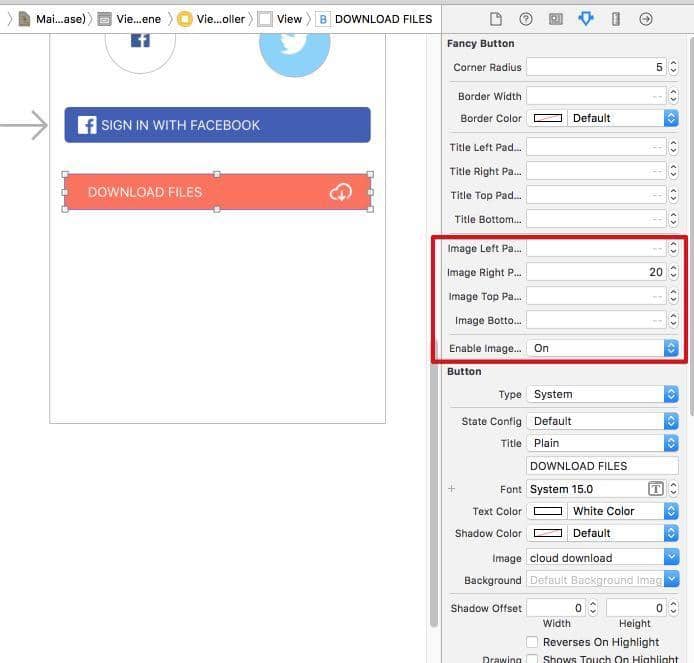 Mai...ase)
Vie...ene
Vie...oller
View
B
DOWNLOAD FILES
SIGN IN WITH FACEBOOK
DOWNLOAD FILES
Fancy Button
Corner Radius 5
Border Width --
Border Color Default
Title Left Pad... --
Title Right Pa... --
Title Top Pad... --
Title Bottom... --
Image Left Pa... --
Image Right P... 20
Image Top Pa... --
Image Botto... --
Enable Image... On
Button
Type System
State Config Default
Title Plain
DOWNLOAD FILES
+ Font System 15.0 T
Text Color White Color
Shadow Color Default
Image cloud download
Background Default Background Imag
Shadow Offset 0 0
Width Height
Reverses On Highlight
Drawing Shows Touch On Highlight